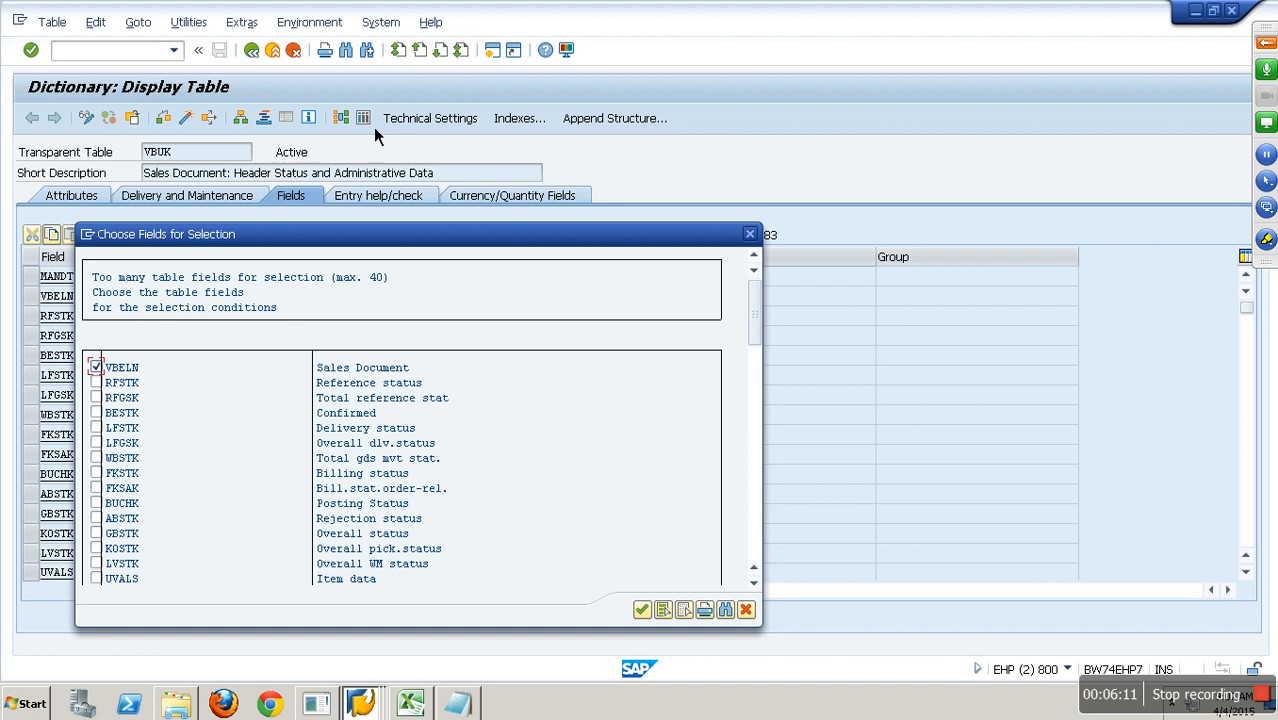 Table Edit Goto Utilities Extras Environment System Help
Dictionary: Display Table
Technical Settings Indexes... Append Structure...
Transparent Table VBUK Active
Short Description Sales Document: Header Status and Administrative Data
Attributes Delivery and Maintenance Fields Entry help/check Currency/Quantity Fields
Choose Fields for Selection
83
Field Group
Too many table fields for selection (max. 40)
Choose the table fields
for the selection conditions
MANDT
VBELN
RFSTK
RFGSK
BESTK
LFSTK
LFGSK
WBSTK
FKSTK
FKSAK
BUCHK
ABSTK
GBSTK
KOSTK
LVSTK
UVALS
VBELN Sales Document
RFSTK Reference status
RFGSK Total reference stat
BESTK Confirmed
LFSTK Delivery status
LFGSK Overall dlv.status
WBSTK Total gds mvt stat.
FKSTK Billing status
FKSAK Bill.stat.order-rel.
BUCHK Posting Status
ABSTK Rejection status
GBSTK Overall status
KOSTK Overall pick.status
LVSTK Overall WM status
UVALS Item data
SAP
EHP (2) 800 BW74EHP7 INS
Start
00:06:11 Stop recording
4/4/2015